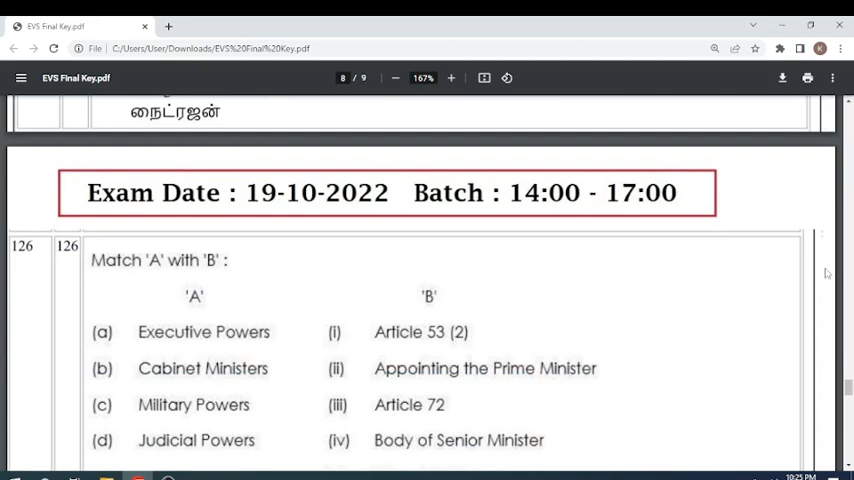 EVS Final Key.pdf
File C:/Users/User/Downloads/EVS%20Final%20Key.pdf
K
EVS Final Key.pdf 8 / 9 167%
நைட்ரஜன்
Exam Date : 19-10-2022 Batch : 14:00 - 17:00
126 126 Match 'A' with 'B' :
'A' 'B'
(a) Executive Powers (i) Article 53 (2)
(b) Cabinet Ministers (ii) Appointing the Prime Minister
(c) Military Powers (iii) Article 72
(d) Judicial Powers (iv) Body of Senior Minister
10:25 PM